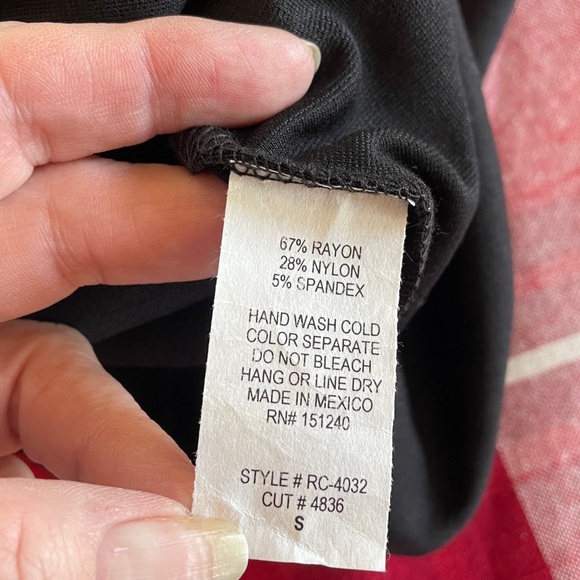 67% RAYON
28% NYLON
5% SPANDEX
HAND WASH COLD
COLOR SEPARATE
DO NOT BLEACH
HANG OR LINE DRY
MADE IN MEXICO
RN# 151240
STYLE # RC-4032
CUT # 4836
S